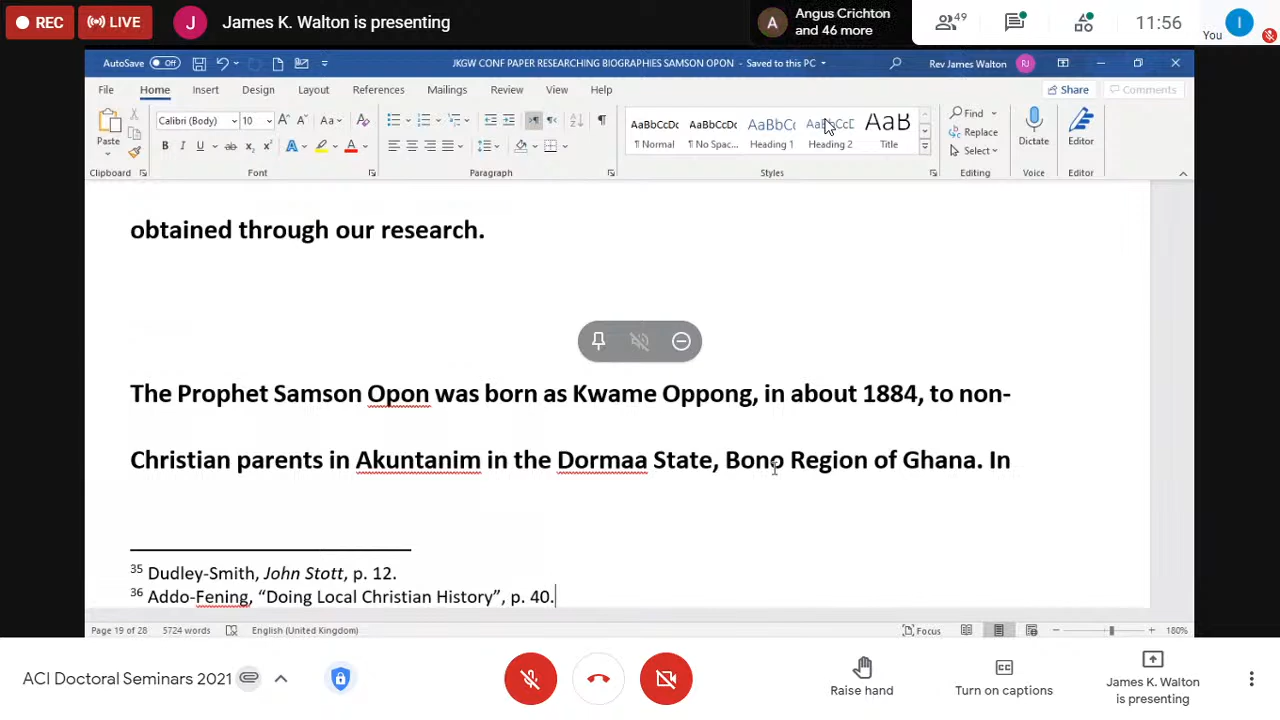 REC
LIVE
J
James K. Walton is presenting
A
Angus Crichton
and 46 more
49
11:56
You
I
AutoSave
Off
JKGW CONF PAPER RESEARCHING BIOGRAPHIES SAMSON OPON - Saved to this PC
Rev James Walton
RJ
File
Home
Insert
Design
Layout
References
Mailings
Review
View
Help
Share
Comments
Paste
Calibri (Body)
10
AaBbCcDc
¶ Normal
AaBbCcDc
¶ No Spac...
AaBbCc
Heading 1
AaBbCcE
Heading 2
AaB
Title
Find
Replace
Select
Dictate
Editor
Clipboard
Font
Paragraph
Styles
Editing
Voice
Editor
obtained through our research.
The Prophet Samson Opon was born as Kwame Oppong, in about 1884, to non-
Christian parents in Akuntanim in the Dormaa State, Bono Region of Ghana. In
35 Dudley-Smith, John Stott, p. 12.
36 Addo-Fening, “Doing Local Christian History”, p. 40.
Page 19 of 28
5724 words
English (United Kingdom)
Focus
180%
ACI Doctoral Seminars 2021
Raise hand
Turn on captions
James K. Walton
is presenting